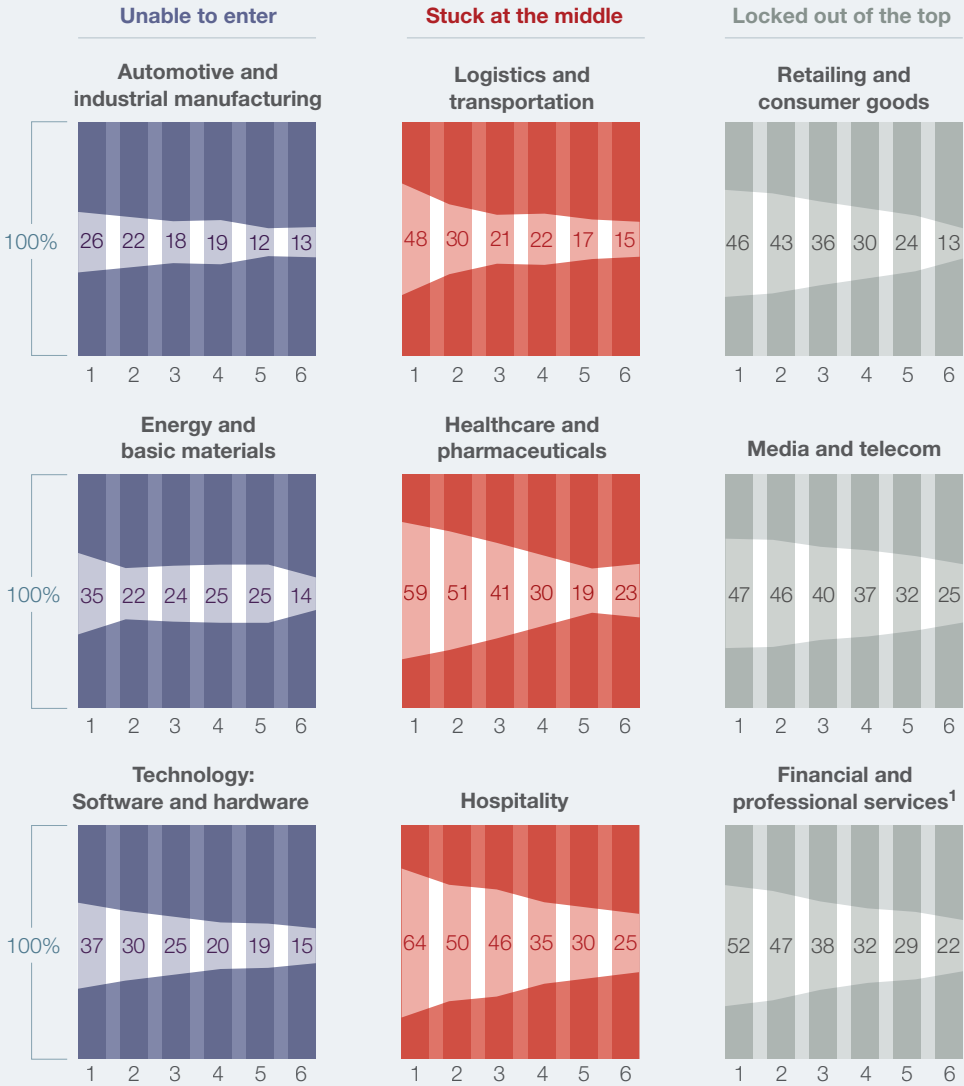 Unable to enter
Stuck at the middle
Locked out of the top
Automotive and
industrial manufacturing
Logistics and
transportation
Retailing and
consumer goods
100%
26 22 18 19 12 13
48 30 21 22 17 15
46 43 36 30 24 13
1 2 3 4 5 6
1 2 3 4 5 6
1 2 3 4 5 6
Energy and
basic materials
Healthcare and
pharmaceuticals
Media and telecom
100%
35 22 24 25 25 14
59 51 41 30 19 23
47 46 40 37 32 25
1 2 3 4 5 6
1 2 3 4 5 6
1 2 3 4 5 6
Technology:
Software and hardware
Hospitality
Financial and
professional services¹
100%
37 30 25 20 19 15
64 50 46 35 30 25
52 47 38 32 29 22
1 2 3 4 5 6
1 2 3 4 5 6
1 2 3 4 5 6